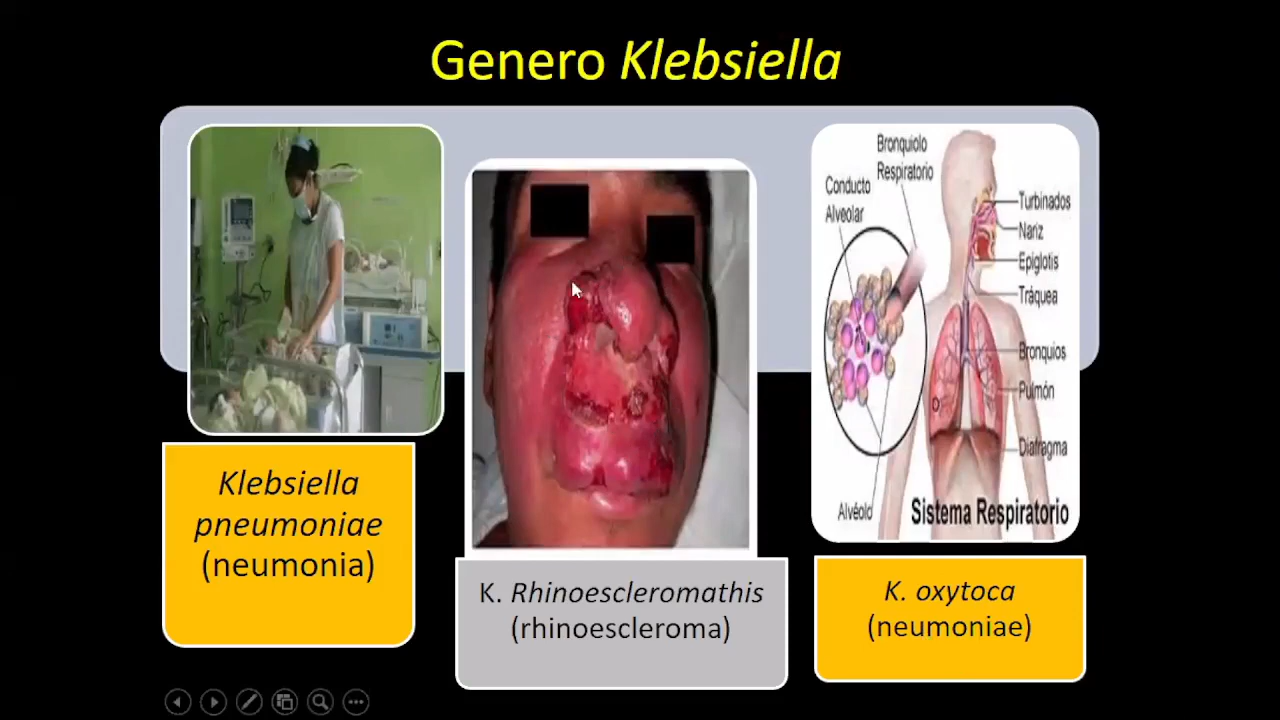 Genero Klebsiella
Klebsiella
pneumoniae
(neumonia)
K. Rhinoescleromathis
(rhinoescleroma)
Bronquiolo
Respiratorio
Conducto
Alveolar
Turbinados
Nariz
Epiglotis
Tráquea
Bronquios
Pulmón
Diafragma
Alvéolo
Sistema Respiratorio
K. oxytoca
(neumoniae)